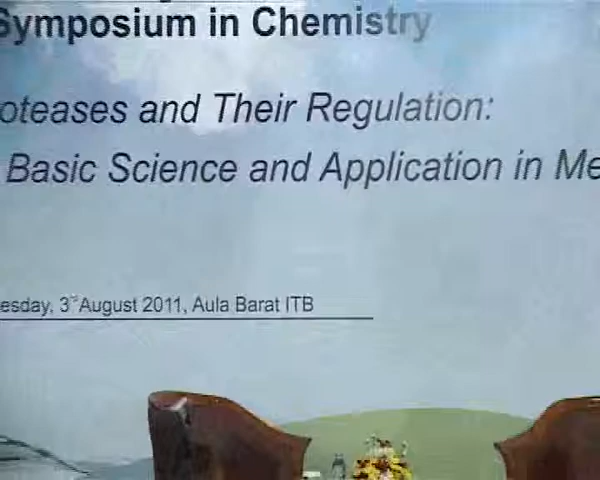 Symposium in Chemistry
oteases and Their Regulation:
Basic Science and Application in Me
esday, 3rd August 2011, Aula Barat ITB